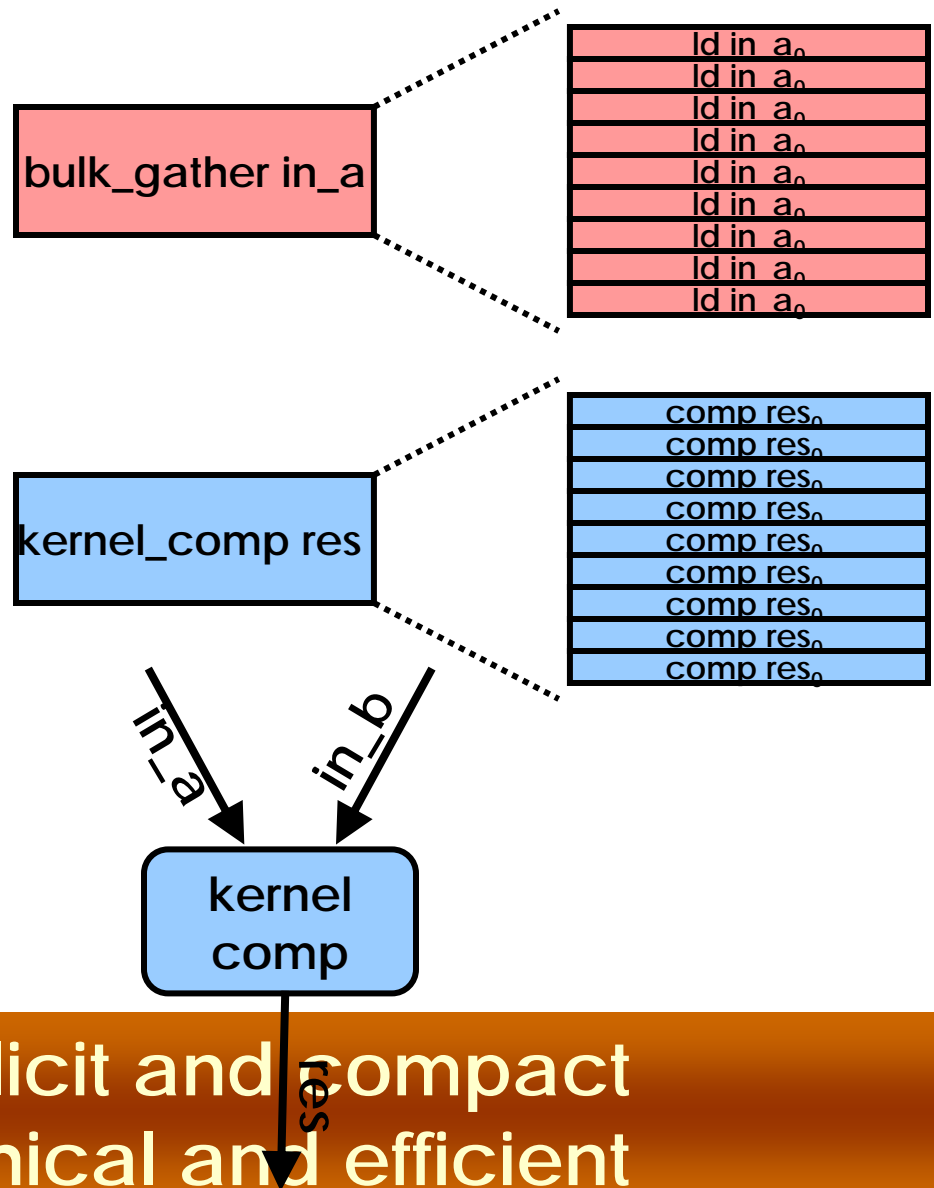 bulk_gather in_a
ld in_a₀
ld in_a₀
ld in_a₀
ld in_a₀
ld in_a₀
ld in_a₀
ld in_a₀
ld in_a₀
ld in_a₀
kernel_comp res
comp res₀
comp res₀
comp res₀
comp res₀
comp res₀
comp res₀
comp res₀
comp res₀
comp res₀
in_a
in_b
kernel
comp
res
licit and compact
nical and efficient